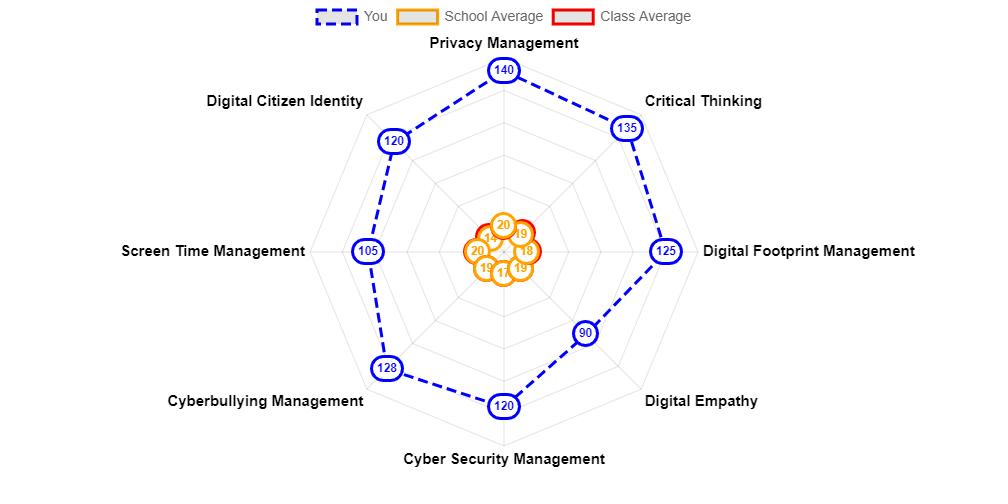 You School Average Class Average
Privacy Management
140
Digital Citizen Identity
Critical Thinking
120
135
20
19
14
Screen Time Management
105
20
18
125
Digital Footprint Management
19
17
19
90
128
120
Cyberbullying Management
Digital Empathy
Cyber Security Management